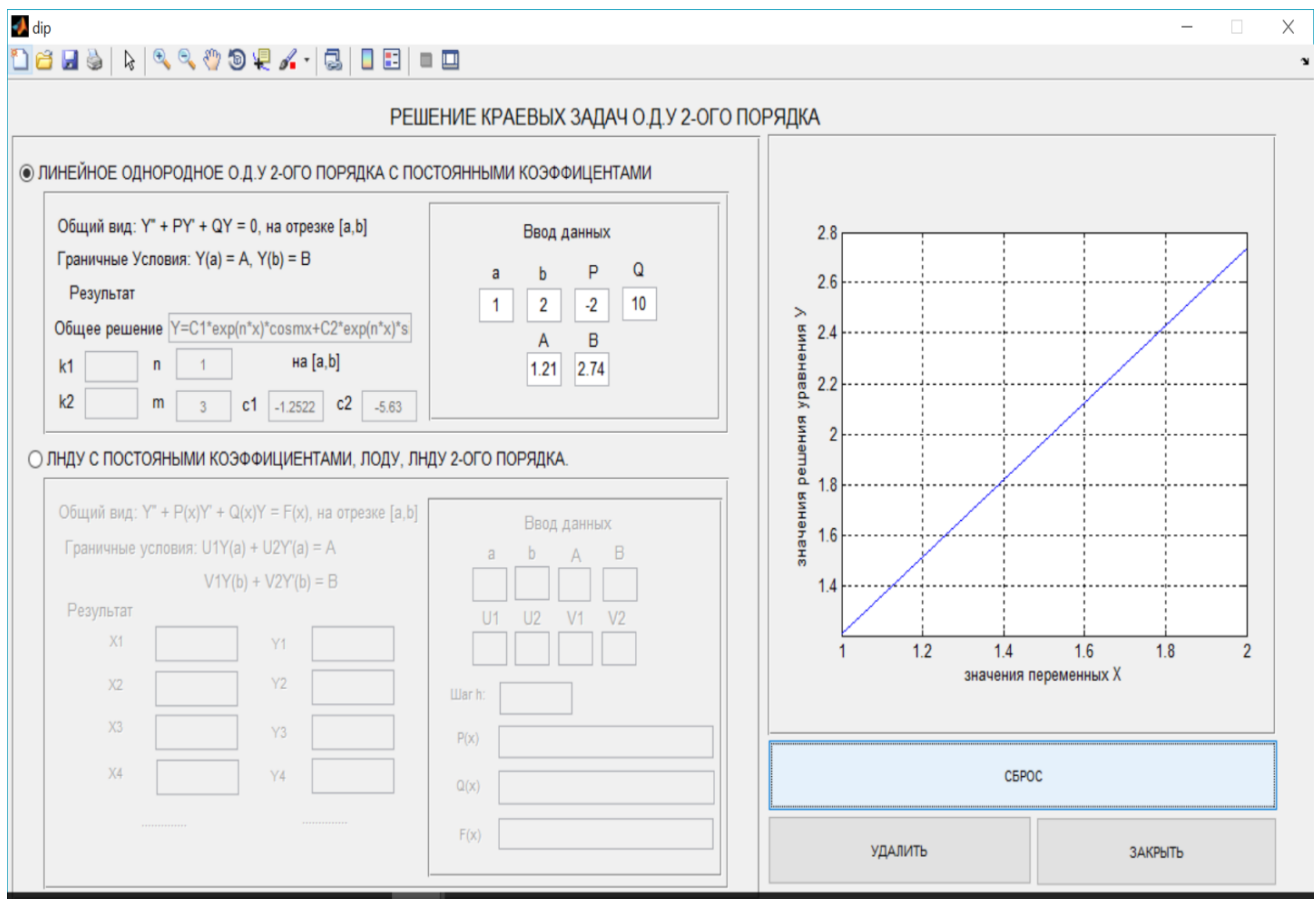 dip
РЕШЕНИЕ КРАЕВЫХ ЗАДАЧ О.Д.У 2-ОГО ПОРЯДКА
ЛИНЕЙНОЕ ОДНОРОДНОЕ О.Д.У 2-ОГО ПОРЯДКА С ПОСТОЯННЫМИ КОЭФФИЦЕНТАМИ
Общий вид: Y'' + PY' + QY = 0, на отрезке [a,b]
Граничные Условия: Y(a) = A, Y(b) = B
Результат
Общее решение Y=C1*exp(n*x)*cosmx+C2*exp(n*x)*s
k1 n 1 на [a,b]
k2 m 3 c1 -1.2522 c2 -5.63
Ввод данных
a b P Q
1 2 -2 10
A B
1.21 2.74
ЛНДУ С ПОСТОЯНЫМИ КОЭФФИЦИЕНТАМИ, ЛОДУ, ЛНДУ 2-ОГО ПОРЯДКА.
Общий вид: Y'' + P(x)Y' + Q(x)Y = F(x), на отрезке [a,b]
Граничные условия: U1Y(a) + U2Y'(a) = A
V1Y(b) + V2Y'(b) = B
Результат
X1 Y1
X2 Y2
X3 Y3
X4 Y4
............. .............
Ввод данных
a b A B
U1 U2 V1 V2
Шаг h:
P(x)
Q(x)
F(x)
значения решения уравнения У
2.8
2.6
2.4
2.2
2
1.8
1.6
1.4
1 1.2 1.4 1.6 1.8 2
значения переменных X
СБРОС
УДАЛИТЬ ЗАКРЫТЬ